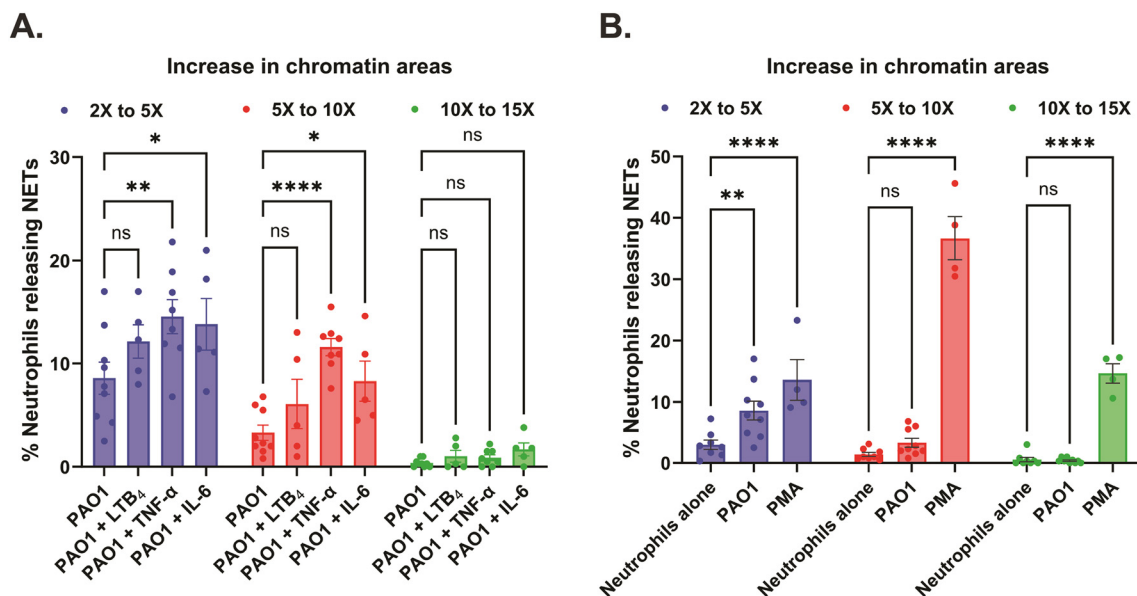 A.
Increase in chromatin areas
2X to 5X
5X to 10X
10X to 15X
% Neutrophils releasing NETs
30
20
10
0
*
**
ns
*
****
ns
ns
ns
ns
PAO1
PAO1 + LTB4
PAO1 + TNF-α
PAO1 + IL-6
PAO1
PAO1 + LTB4
PAO1 + TNF-α
PAO1 + IL-6
PAO1
PAO1 + LTB4
PAO1 + TNF-α
PAO1 + IL-6
B.
Increase in chromatin areas
2X to 5X
5X to 10X
10X to 15X
% Neutrophils releasing NETs
50
40
30
20
10
0
****
**
****
ns
****
ns
Neutrophils alone
PAO1
PMA
Neutrophils alone
PAO1
PMA
Neutrophils alone
PAO1
PMA